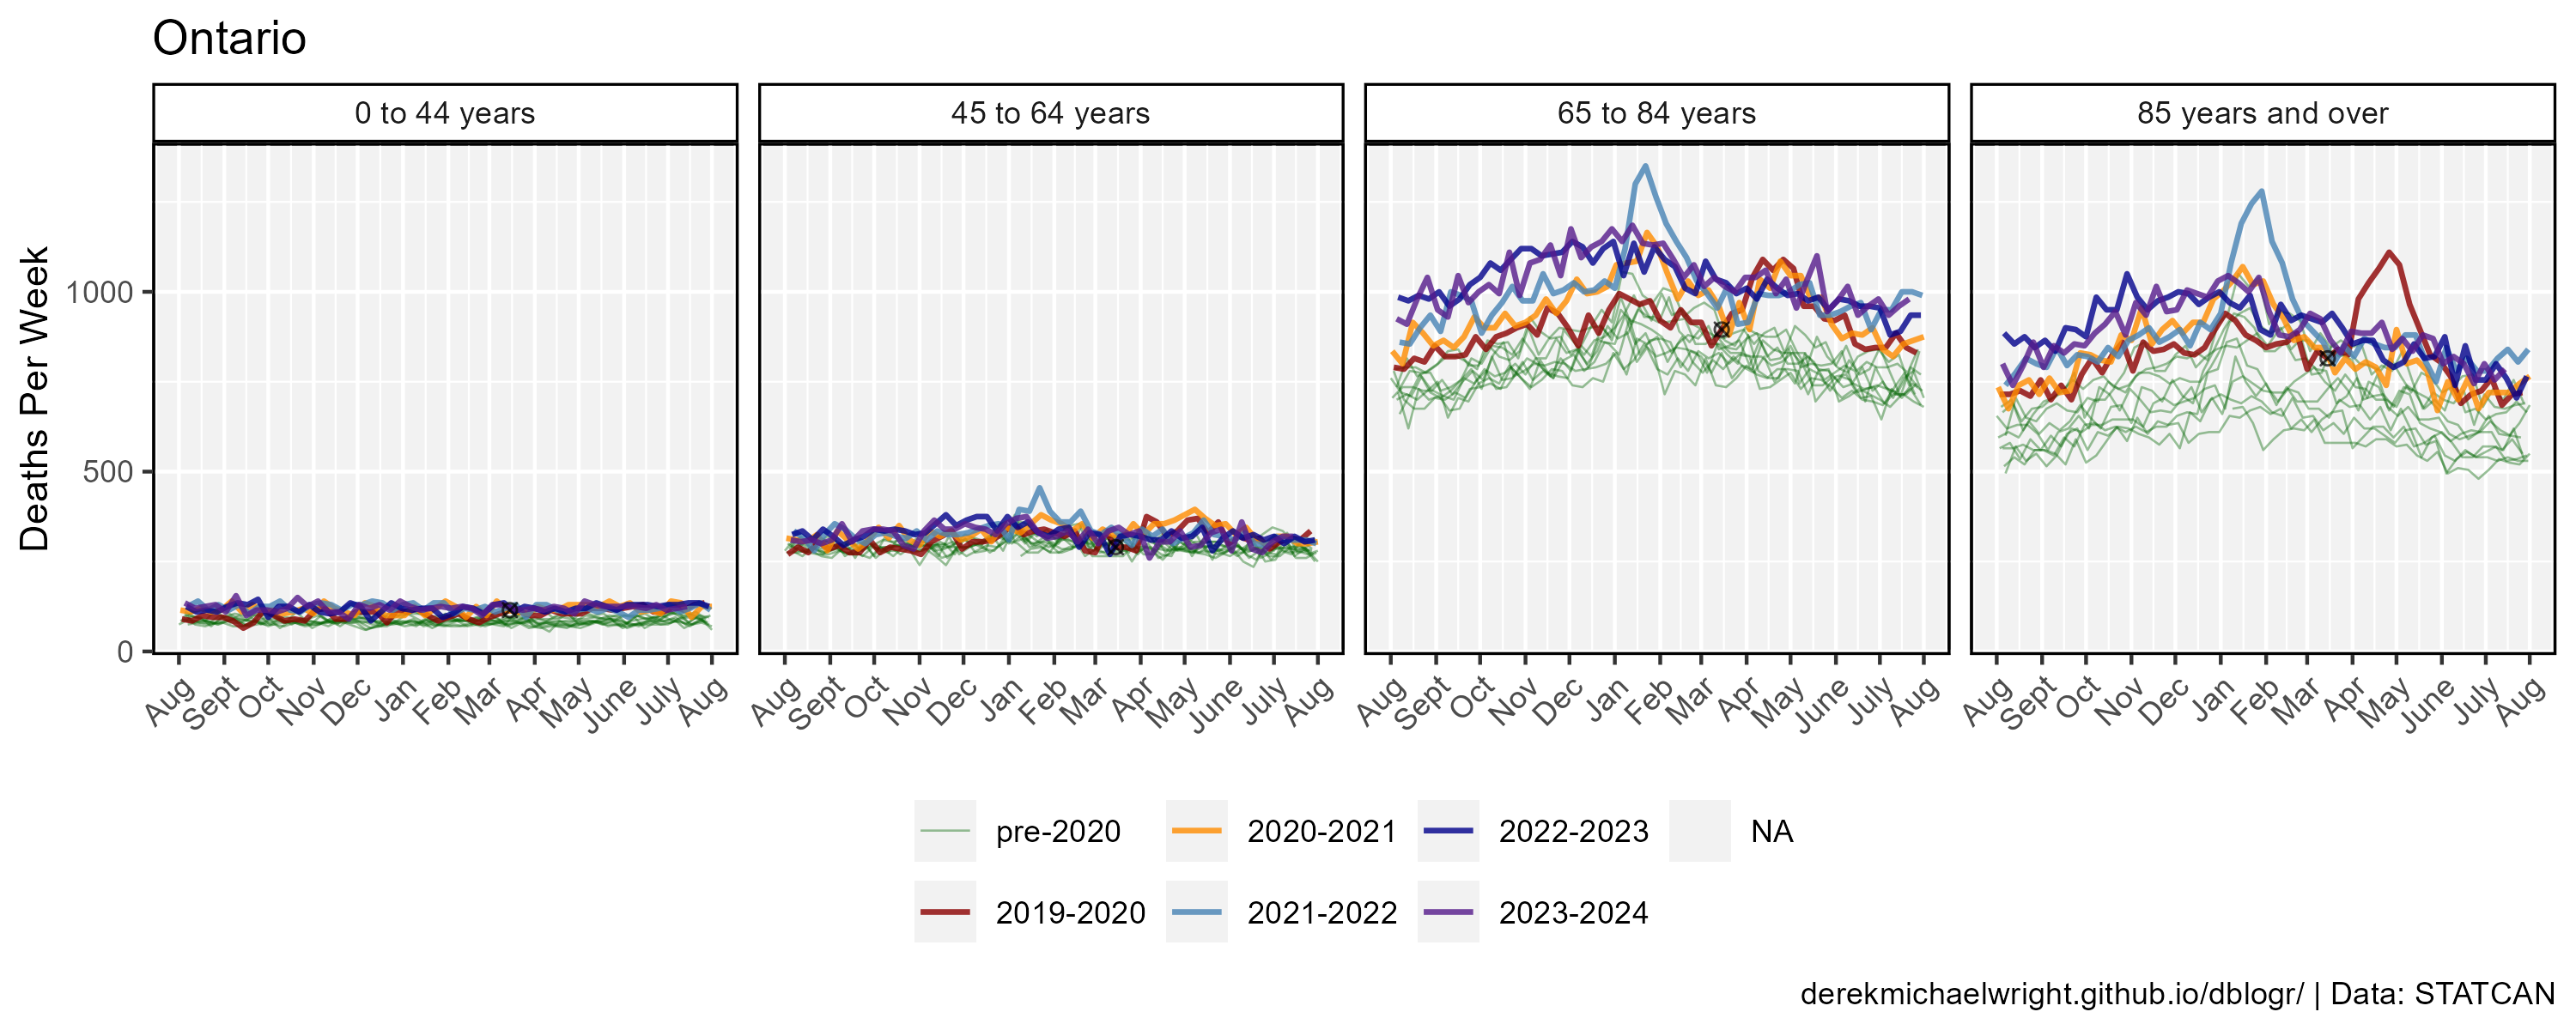 Ontario
0 to 44 years
45 to 64 years
65 to 84 years
85 years and over
Deaths Per Week
1000
500
0
Aug Sept Oct Nov Dec Jan Feb Mar Apr May June July Aug
Aug Sept Oct Nov Dec Jan Feb Mar Apr May June July Aug
Aug Sept Oct Nov Dec Jan Feb Mar Apr May June July Aug
Aug Sept Oct Nov Dec Jan Feb Mar Apr May June July Aug
pre-2020 2020-2021 2022-2023 NA
2019-2020 2021-2022 2023-2024
derekmichaelwright.github.io/dblogr/ | Data: STATCAN